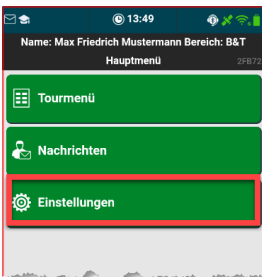 13:49
Name: Max Friedrich Mustermann Bereich: B&T
Hauptmenü 2FB72
Tourmenü
Nachrichten
Einstellungen